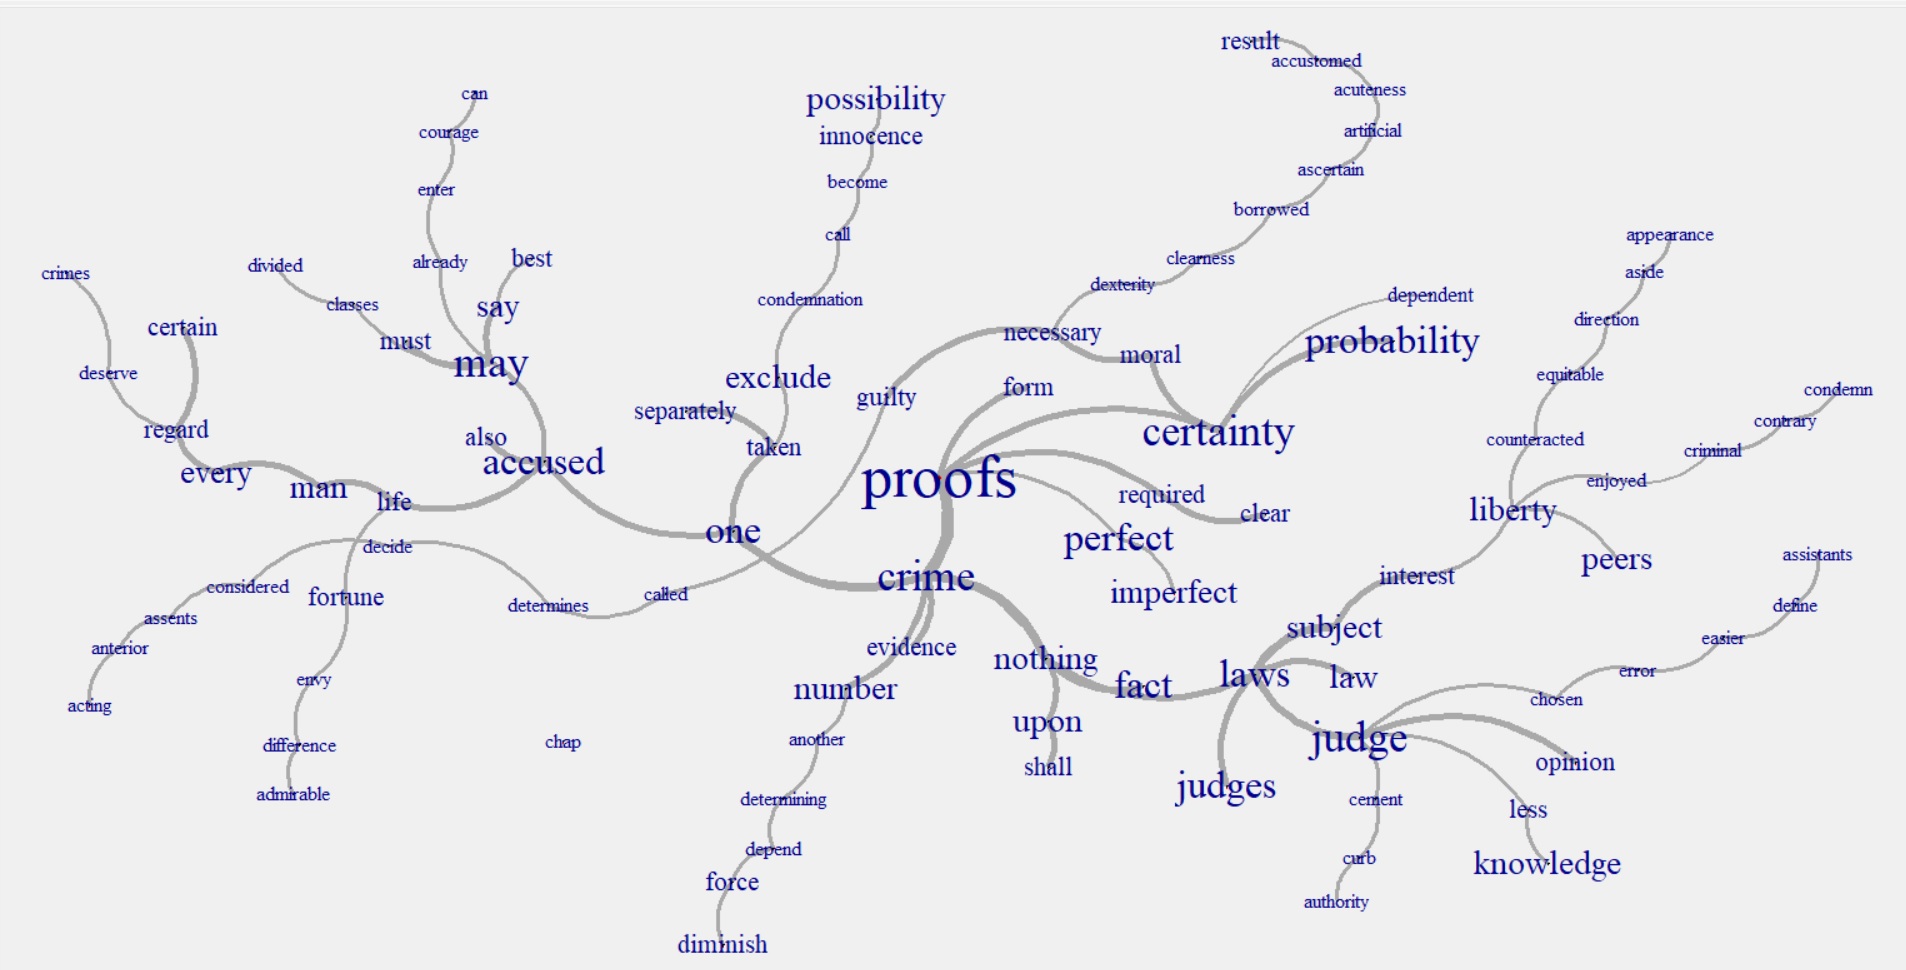 result
accustomed
can
acuteness
possibility
courage
innocence
artificial
ascertain
become
enter
borrowed
call
appearance
best
clearness
already
divided
aside
crimes
dexterity
dependent
condemnation
classes
say
direction
certain
necessary
must
probability
moral
may
deserve
equitable
exclude
form
condemn
guilty
separately
contrary
regard
certainty
also
counteracted
taken
criminal
accused
every
proofs
enjoyed
man
required
life
liberty
clear
one
perfect
decide
assistants
peers
crime
interest
considered
imperfect
called
fortune
determines
define
assents
subject
easier
evidence
anterior
nothing
error
laws
law
envy
fact
number
chosen
acting
upon
judge
another
chap
difference
opinion
shall
judges
admirable
determining
cement
less
depend
curb
knowledge
force
authority
diminish